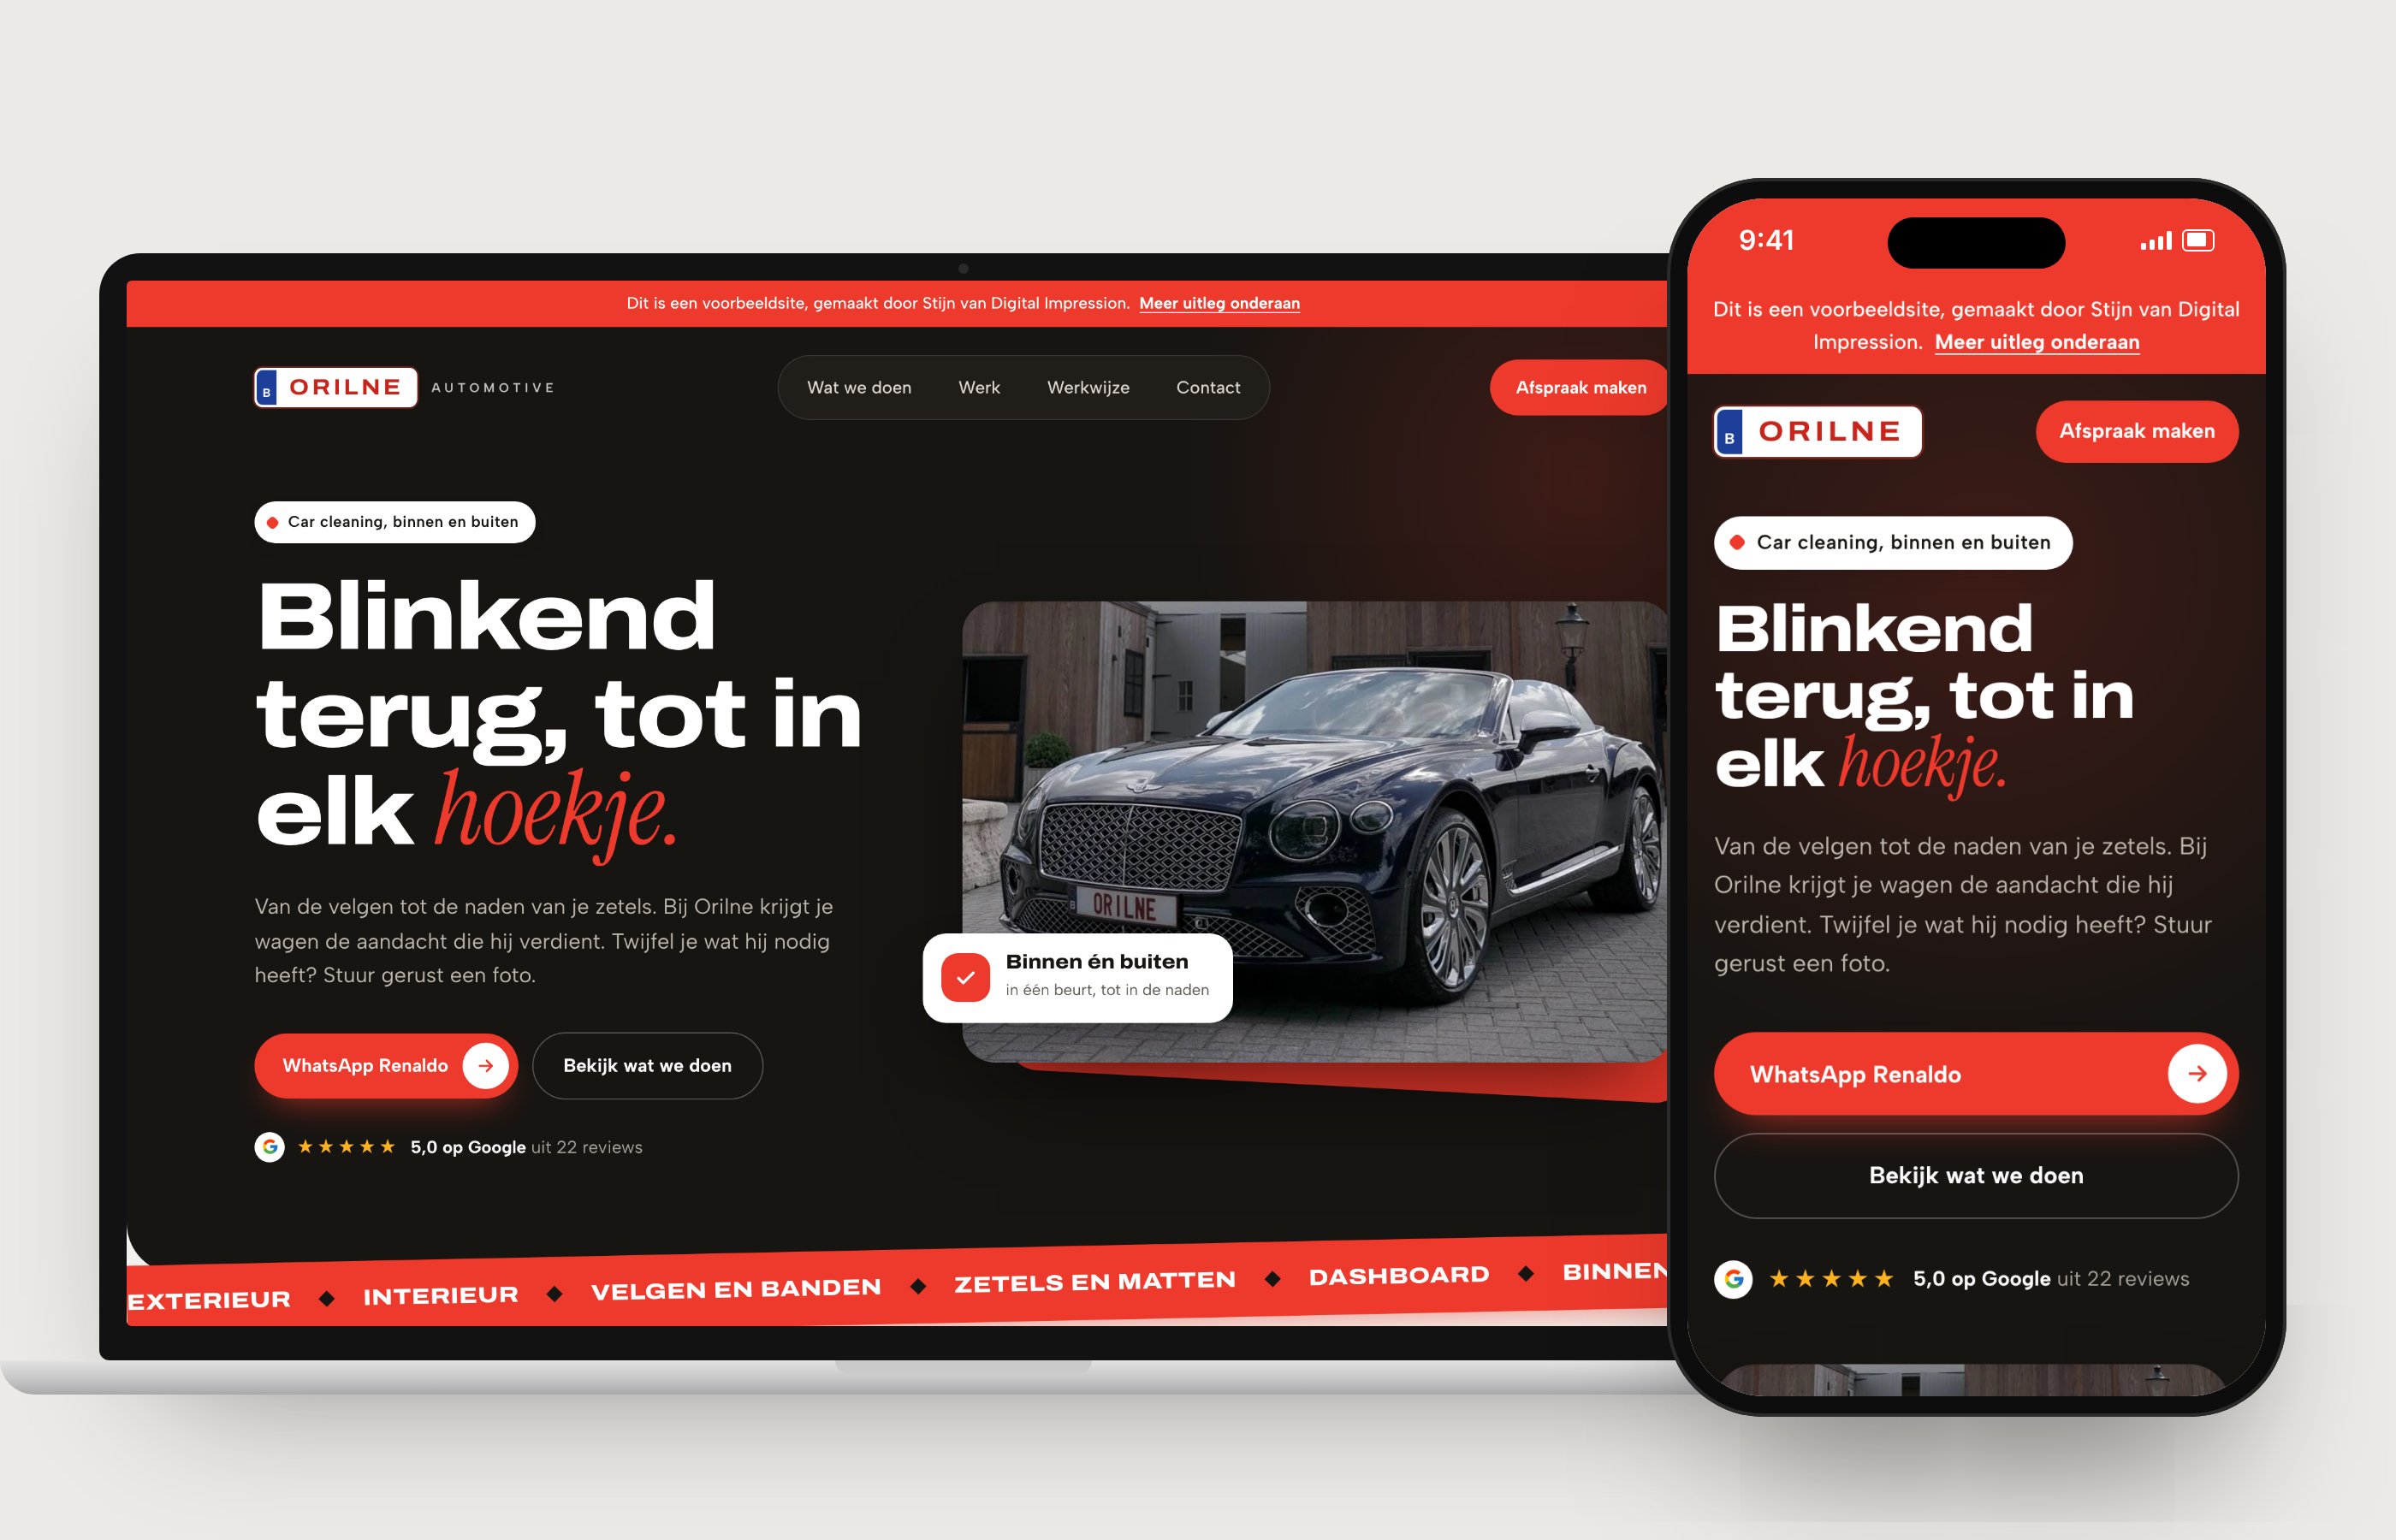 Dit is een voorbeeldsite, gemaakt door Stijn van Digital Impression. Meer uitleg onderaan
B ORILNE AUTOMOTIVE
Wat we doen Werk Werkwijze Contact
Afspraak maken
Car cleaning, binnen en buiten
Blinkend
terug, tot in
elk hoekje.
Van de velgen tot de naden van je zetels. Bij Orilne krijgt je
wagen de aandacht die hij verdient. Twijfel je wat hij nodig
heeft? Stuur gerust een foto.
WhatsApp Renaldo
Bekijk wat we doen
G 5,0 op Google uit 22 reviews
B ORILNE
Binnen én buiten
in één beurt, tot in de naden
EXTERIEUR ◆ INTERIEUR ◆ VELGEN EN BANDEN ◆ ZETELS EN MATTEN ◆ DASHBOARD ◆ BINNEN
9:41
Dit is een voorbeeldsite, gemaakt door Stijn van Digital
Impression. Meer uitleg onderaan
B ORILNE
Afspraak maken
Car cleaning, binnen en buiten
Blinkend
terug, tot in
elk hoekje.
Van de velgen tot de naden van je zetels. Bij
Orilne krijgt je wagen de aandacht die hij
verdient. Twijfel je wat hij nodig heeft? Stuur
gerust een foto.
WhatsApp Renaldo
Bekijk wat we doen
G 5,0 op Google uit 22 reviews